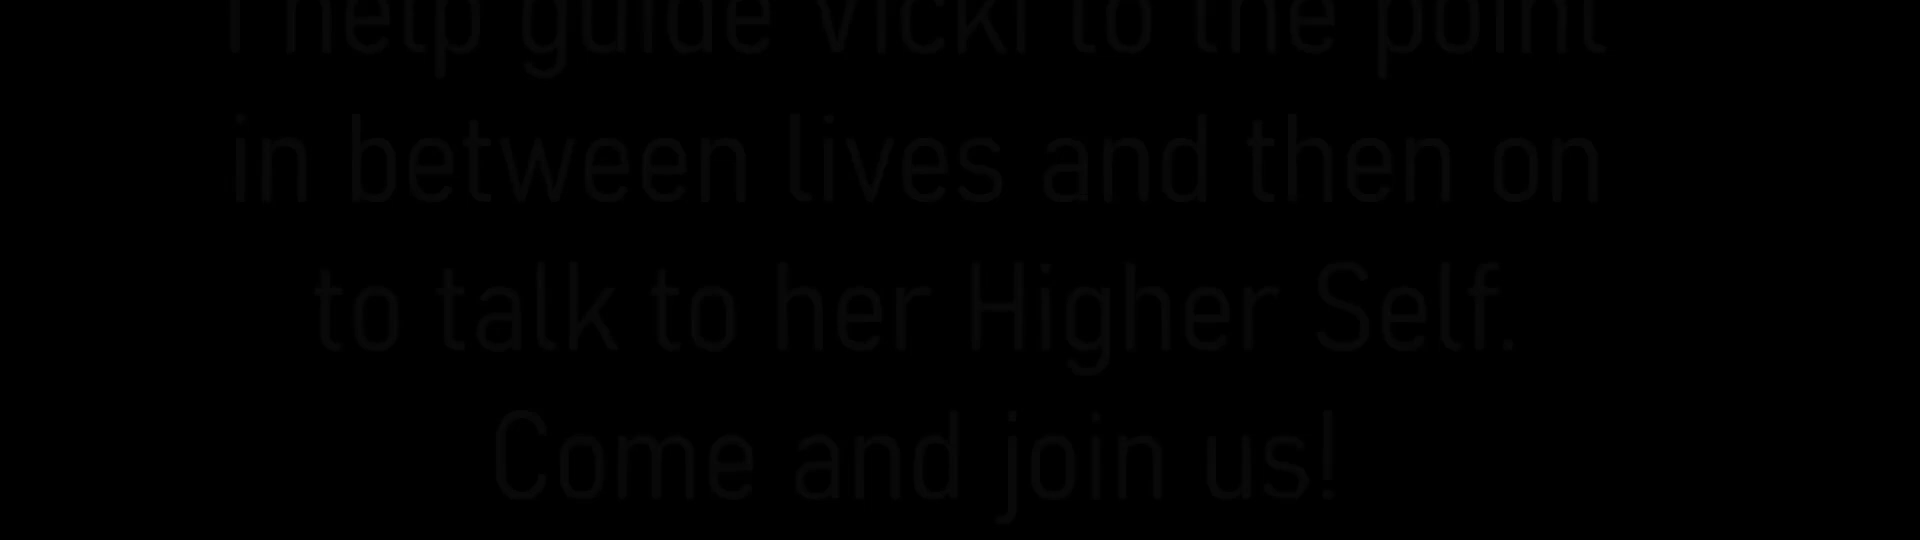 I help guide Vicki to the point
in between lives and then on
to talk to her Higher Self.
Come and join us!